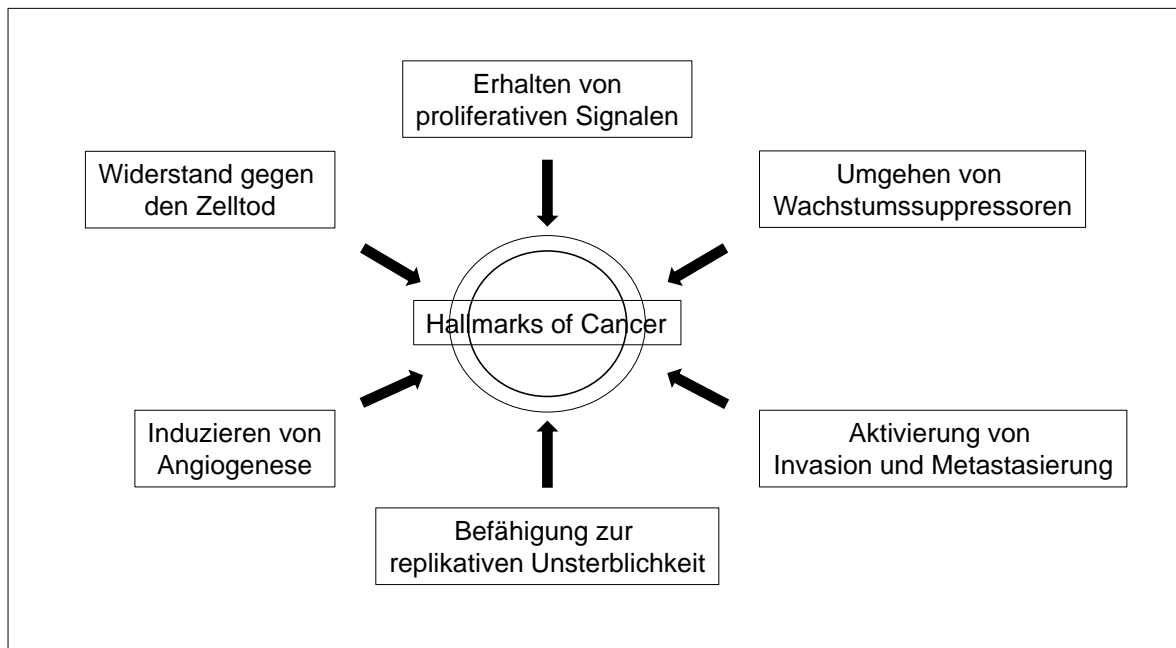 Erhalten von
proliferativen Signalen
Widerstand gegen
den Zelltod
Umgehen von
Wachstumssuppressoren
Hallmarks of Cancer
Induzieren von
Angiogenese
Aktivierung von
Invasion und Metastasierung
Befähigung zur
replikativen Unsterblichkeit